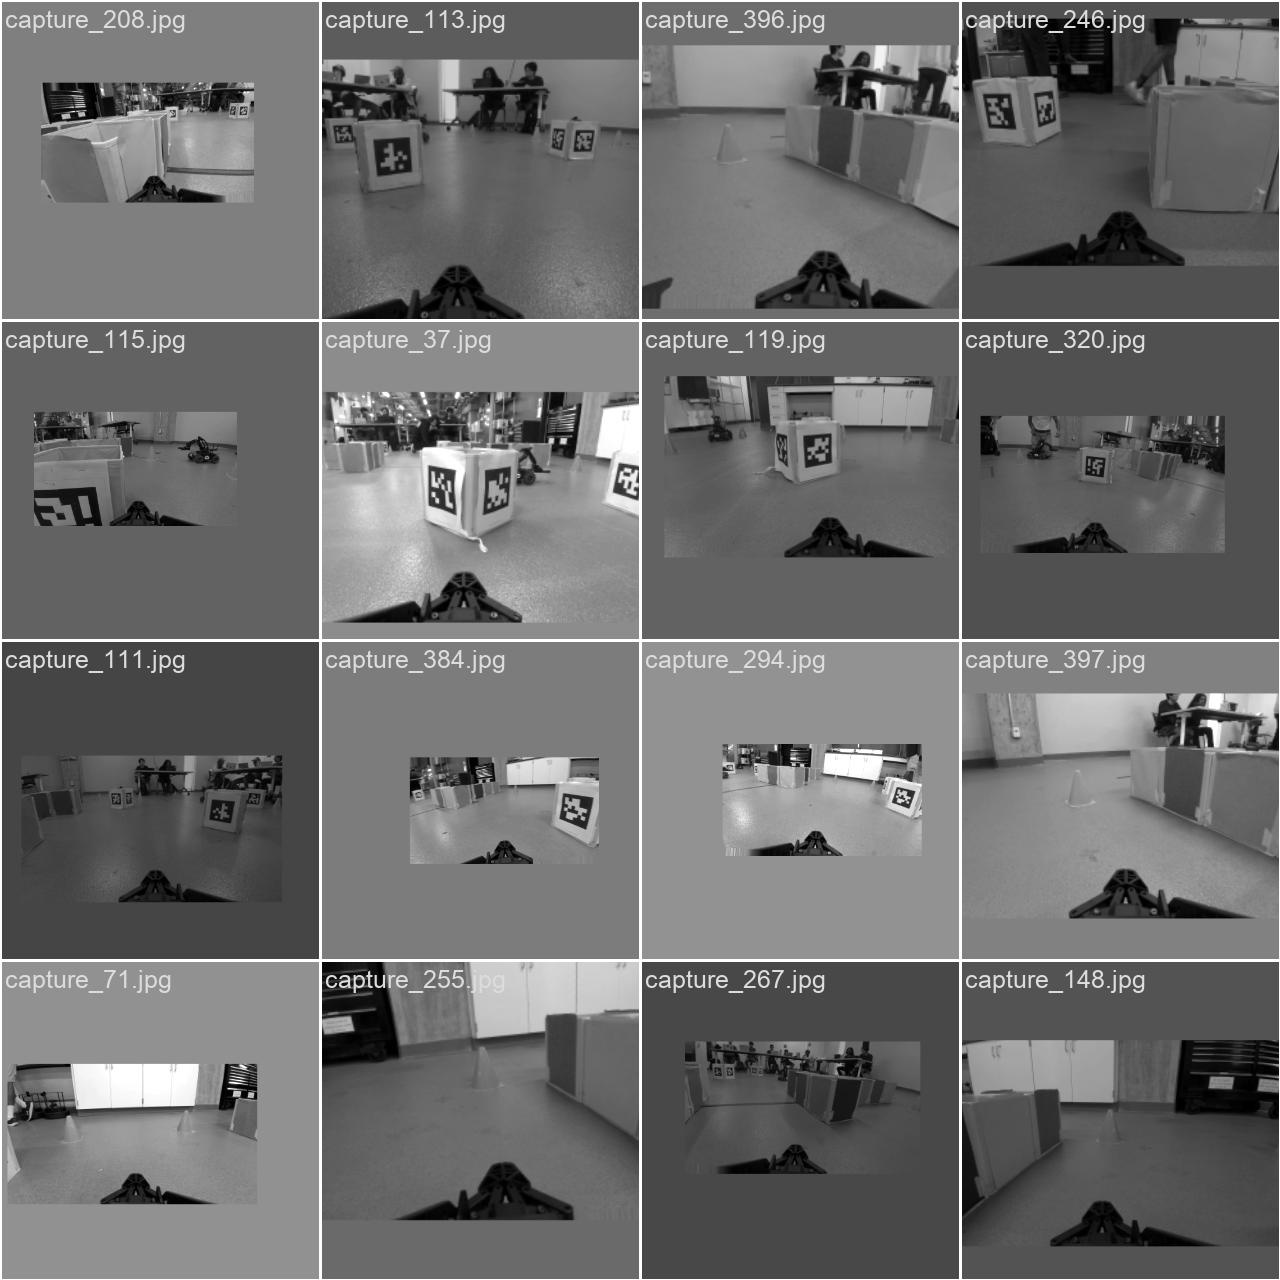 capture_208.jpg
capture_113.jpg
capture_396.jpg
capture_246.jpg
capture_115.jpg
capture_37.jpg
capture_119.jpg
capture_320.jpg
capture_111.jpg
capture_384.jpg
capture_294.jpg
capture_397.jpg
capture_71.jpg
capture_255.jpg
capture_267.jpg
capture_148.jpg